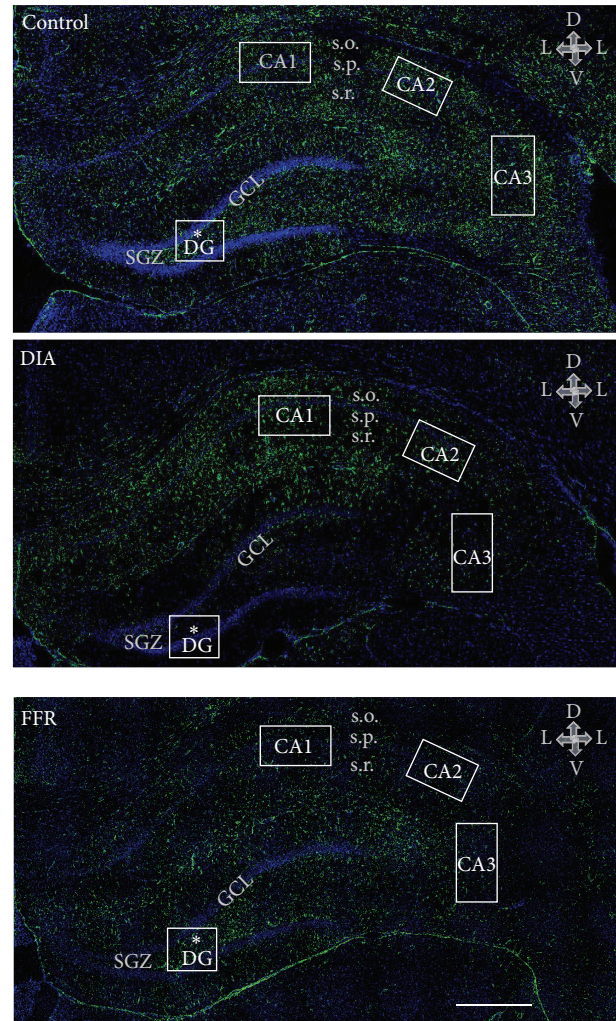 Control
D
L L
V
s.o.
CA1 s.p.
s.r.
CA2
CA3
GCL
*
DG
SGZ
DIA
D
L L
V
s.o.
CA1 s.p.
s.r.
CA2
CA3
GCL
*
DG
SGZ
FFR
D
L L
V
s.o.
CA1 s.p.
s.r.
CA2
CA3
GCL
*
DG
SGZ